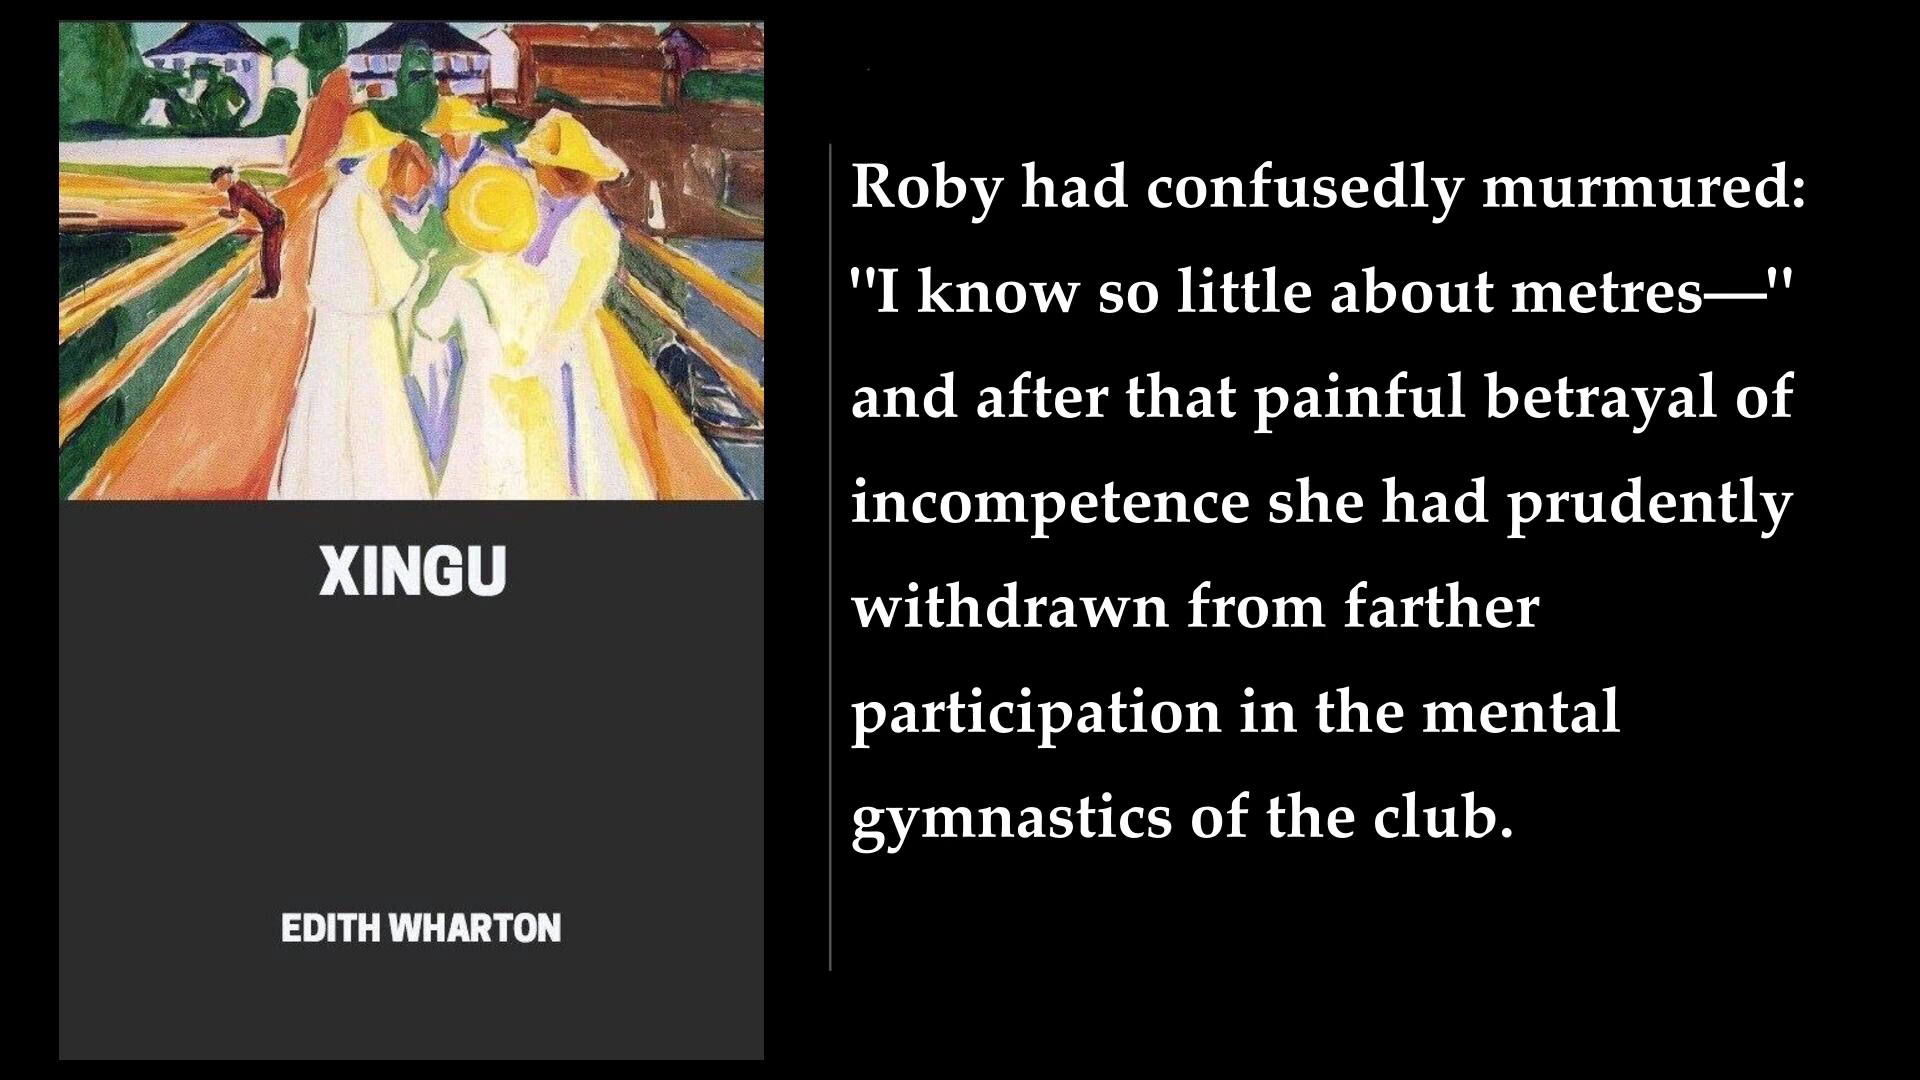 XINGU
EDITH WHARTON
Roby had confusedly murmured:
"I know so little about metres—"
and after that painful betrayal of
incompetence she had prudently
withdrawn from farther
participation in the mental
gymnastics of the club.